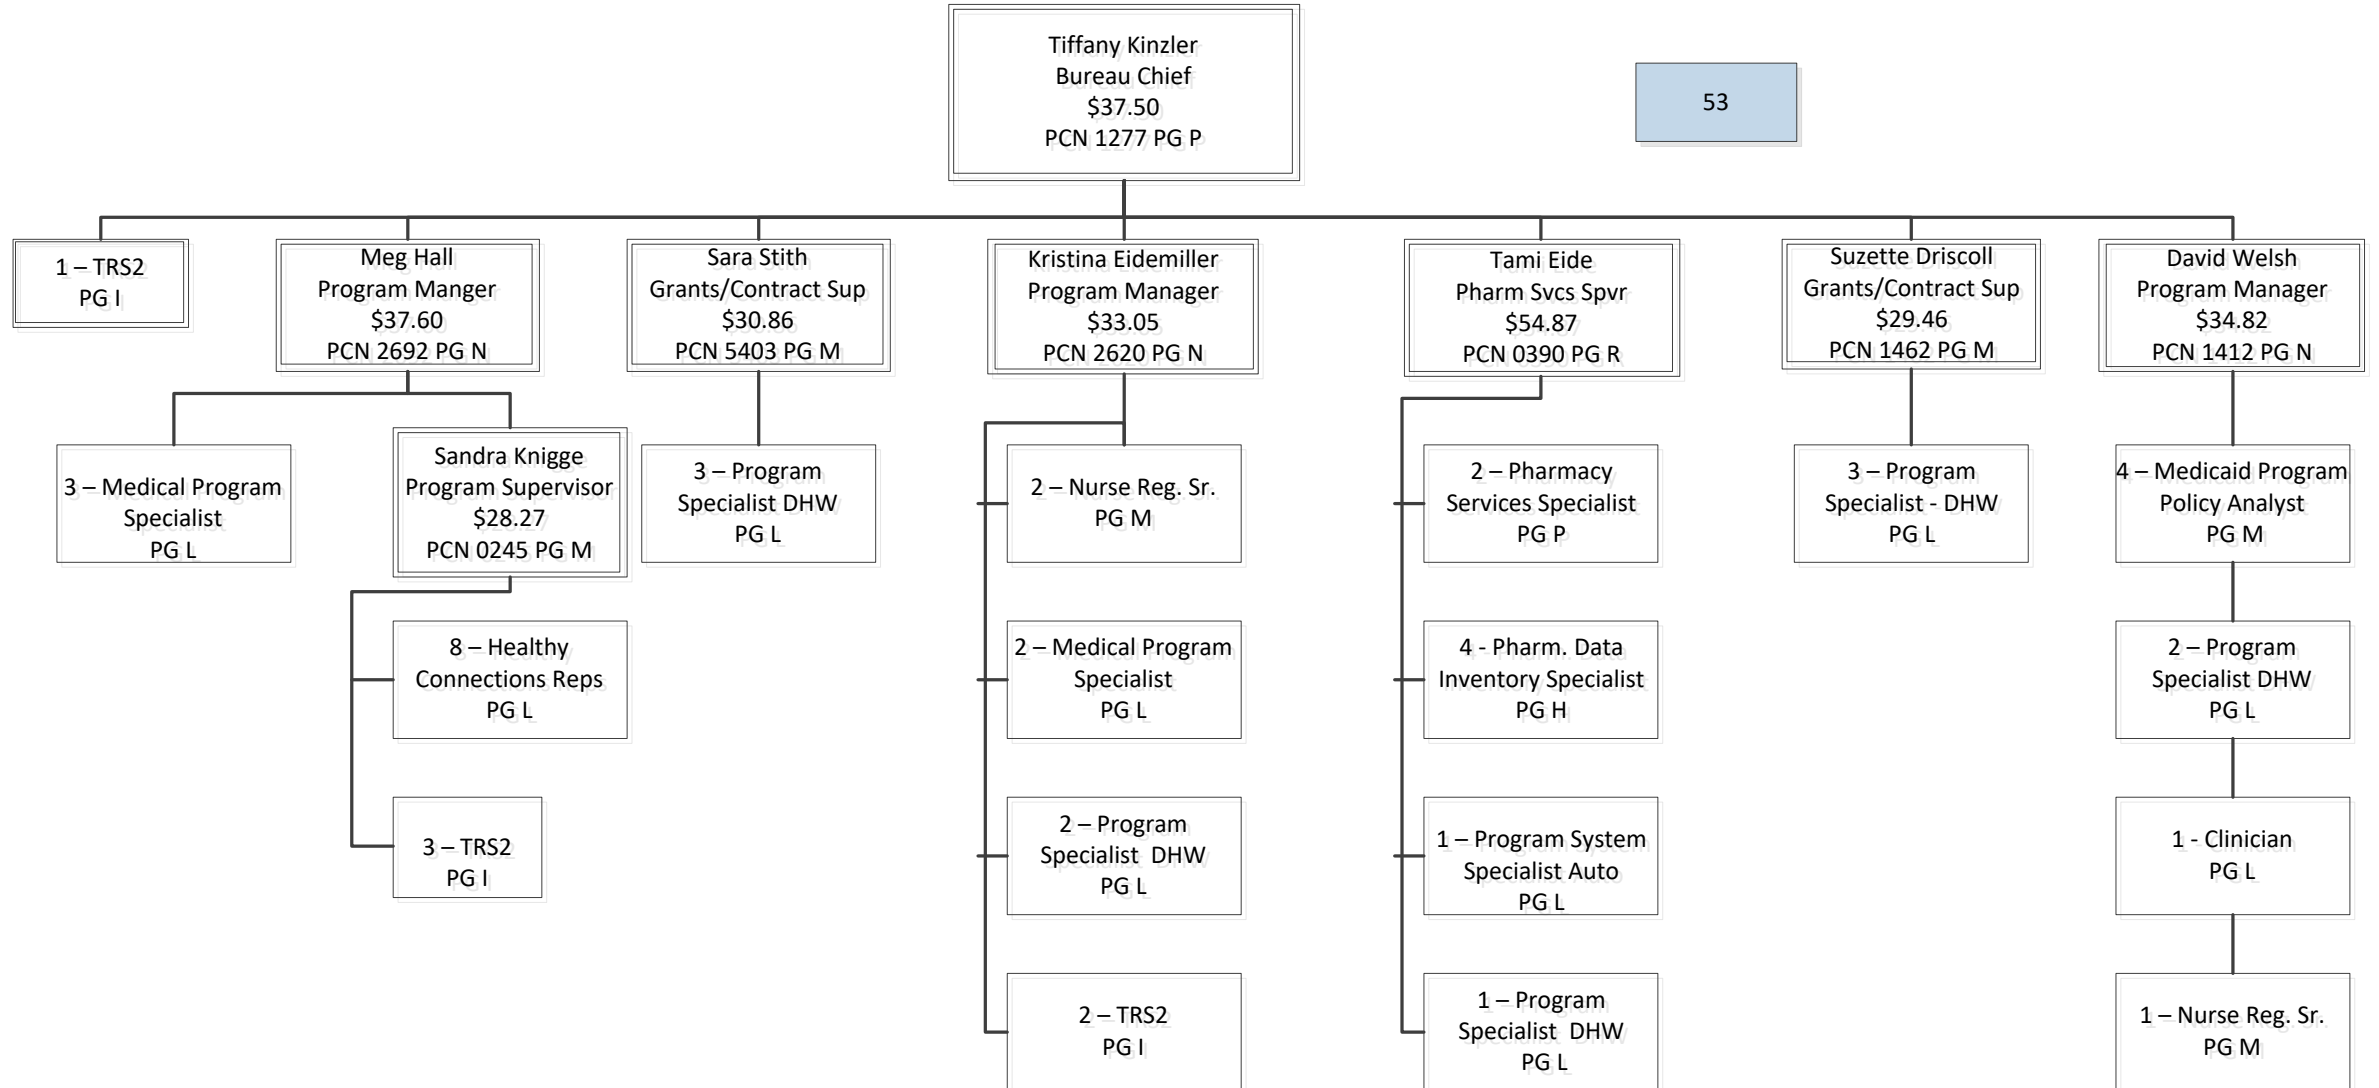 Tiffany Kinzler
Bureau Chief
$37.50
PCN 1277 PG P
53
1 – TRS2
PG I
Meg Hall
Program Manger
$37.60
PCN 2692 PG N
Sara Stith
Grants/Contract Sup
$30.86
PCN 5403 PG M
Kristina Eidemiller
Program Manager
$33.05
PCN 2620 PG N
Tami Eide
Pharm Svcs Spvr
$54.87
PCN 0390 PG R
Suzette Driscoll
Grants/Contract Sup
$29.46
PCN 1462 PG M
David Welsh
Program Manager
$34.82
PCN 1412 PG N
3 – Medical Program
Specialist
PG L
Sandra Knigge
Program Supervisor
$28.27
PCN 0245 PG M
3 – Program
Specialist DHW
PG L
2 – Nurse Reg. Sr.
PG M
2 – Pharmacy
Services Specialist
PG P
3 – Program
Specialist - DHW
PG L
4 – Medicaid Program
Policy Analyst
PG M
8 – Healthy
Connections Reps
PG L
2 – Medical Program
Specialist
PG L
4 - Pharm. Data
Inventory Specialist
PG H
2 – Program
Specialist DHW
PG L
3 – TRS2
PG I
2 – Program
Specialist  DHW
PG L
1 – Program System
Specialist Auto
PG L
1 - Clinician
PG L
2 – TRS2
PG I
1 – Program
Specialist  DHW
PG L
1 – Nurse Reg. Sr.
PG M